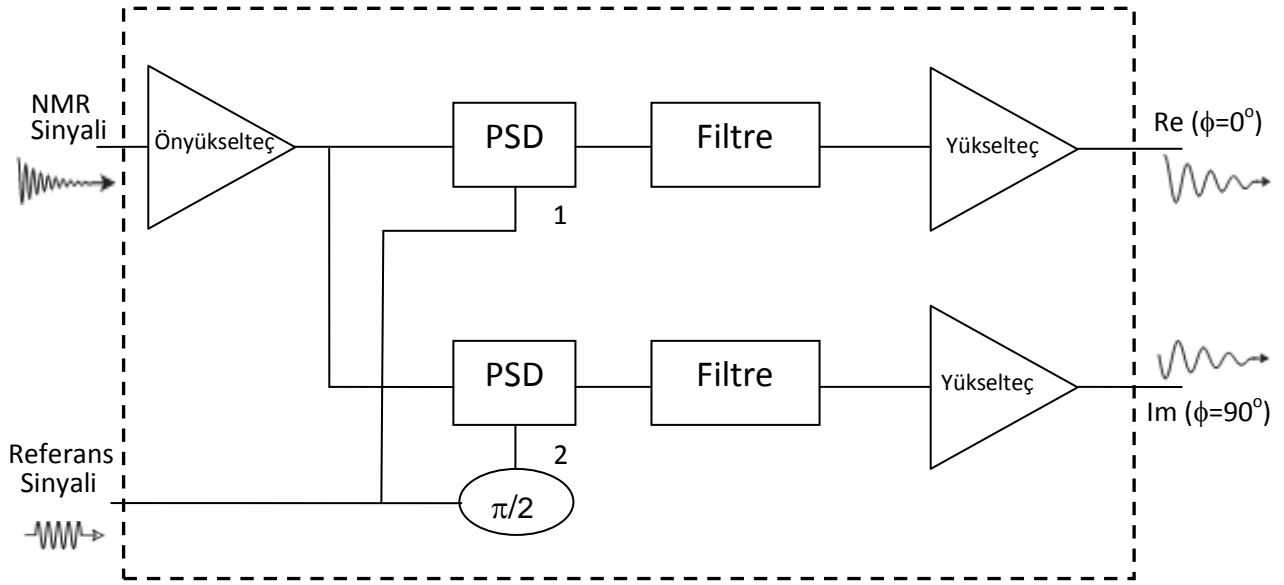 NMR
Sinyali
Önyükselteç
PSD
1
Filtre
Yükselteç
Re (ϕ=0°)
PSD
2
Filtre
Yükselteç
Im (ϕ=90°)
Referans
Sinyali
π/2